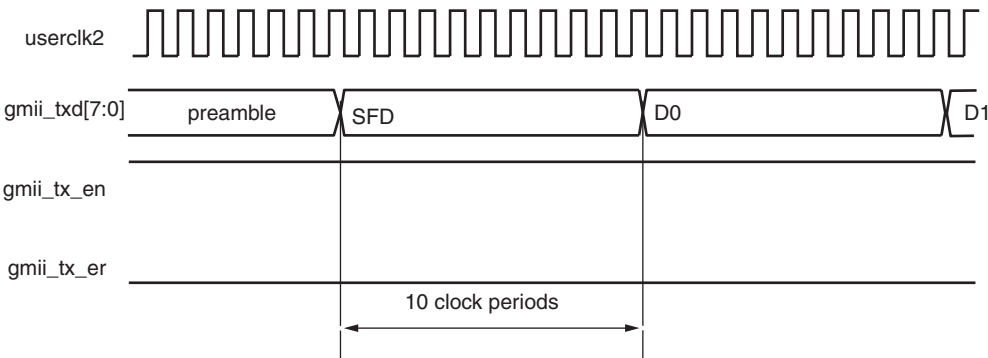 userclk2
gmii_txd[7:0] preamble SFD D0 D1
gmii_tx_en
gmii_tx_er
10 clock periods